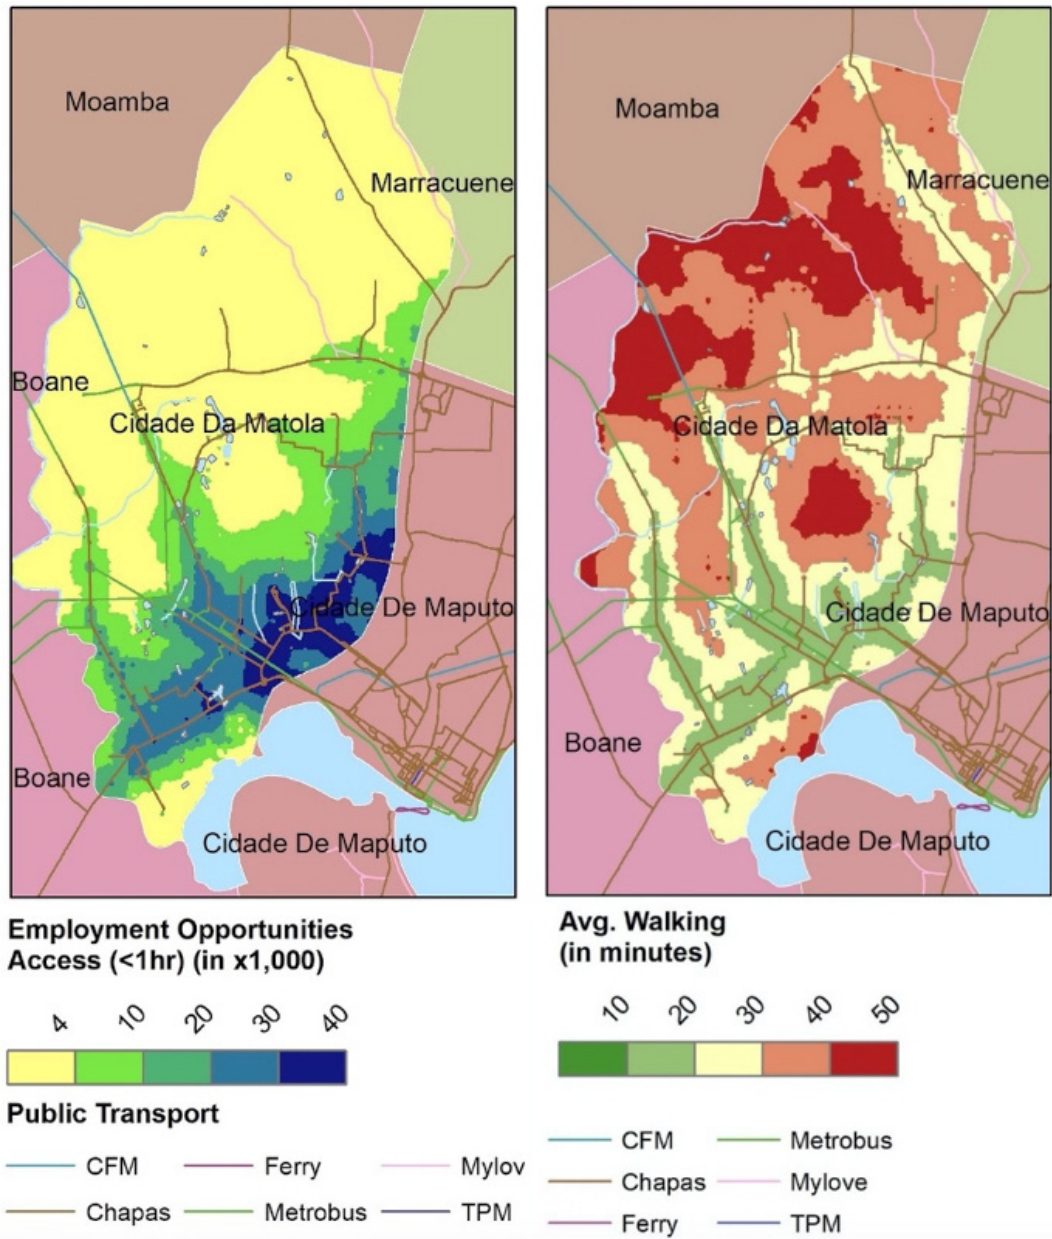 Moamba
Marracuene
Boane
Cidade Da Matola
Cidade De Maputo
Boane
Cidade De Maputo
Employment Opportunities
Access (<1hr) (in x1,000)
4 10 20 30 40
Public Transport
CFM Ferry Mylov
Chapas Metrobus TPM
Moamba
Marracuene
Cidade Da Matola
Cidade De Maputo
Boane
Cidade De Maputo
Avg. Walking
(in minutes)
10 20 30 40 50
CFM Metrobus
Chapas Mylove
Ferry TPM